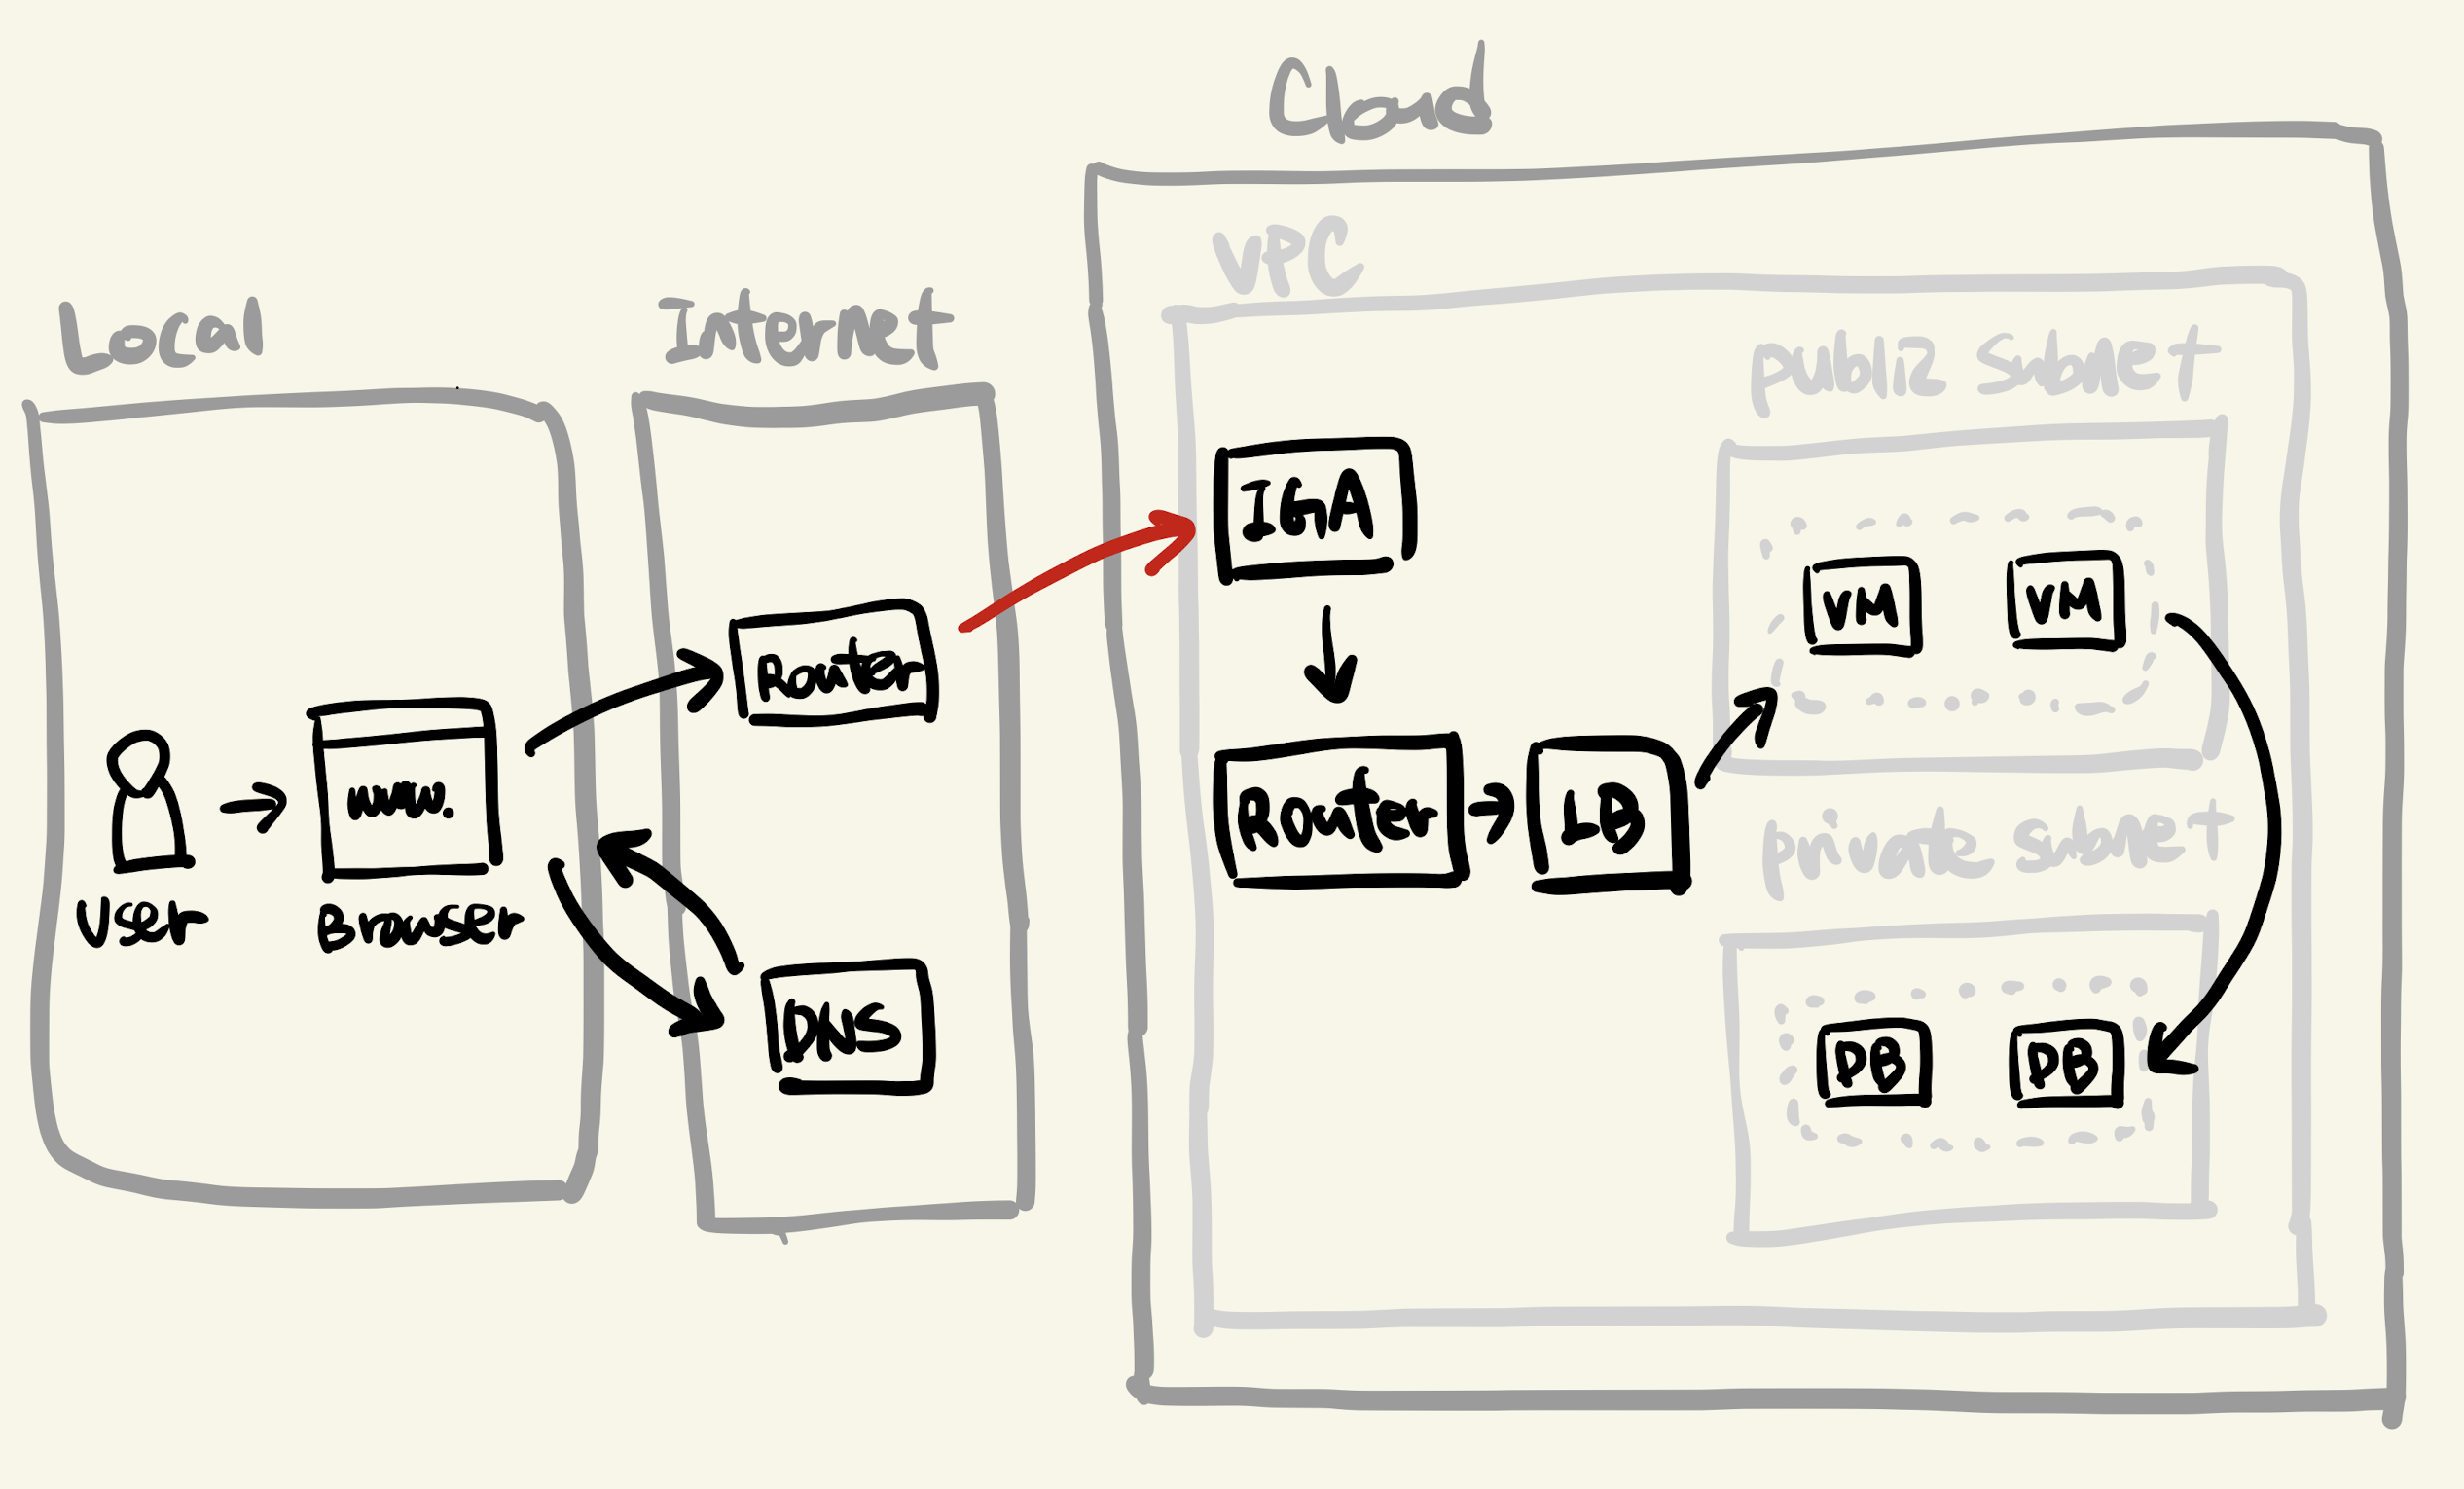 Cloud
VPC
Local
Internet
public subnet
IGA
VM
VM
Router
www.
Router
LB
private subnet
User
Browser
DNS
DB
DB